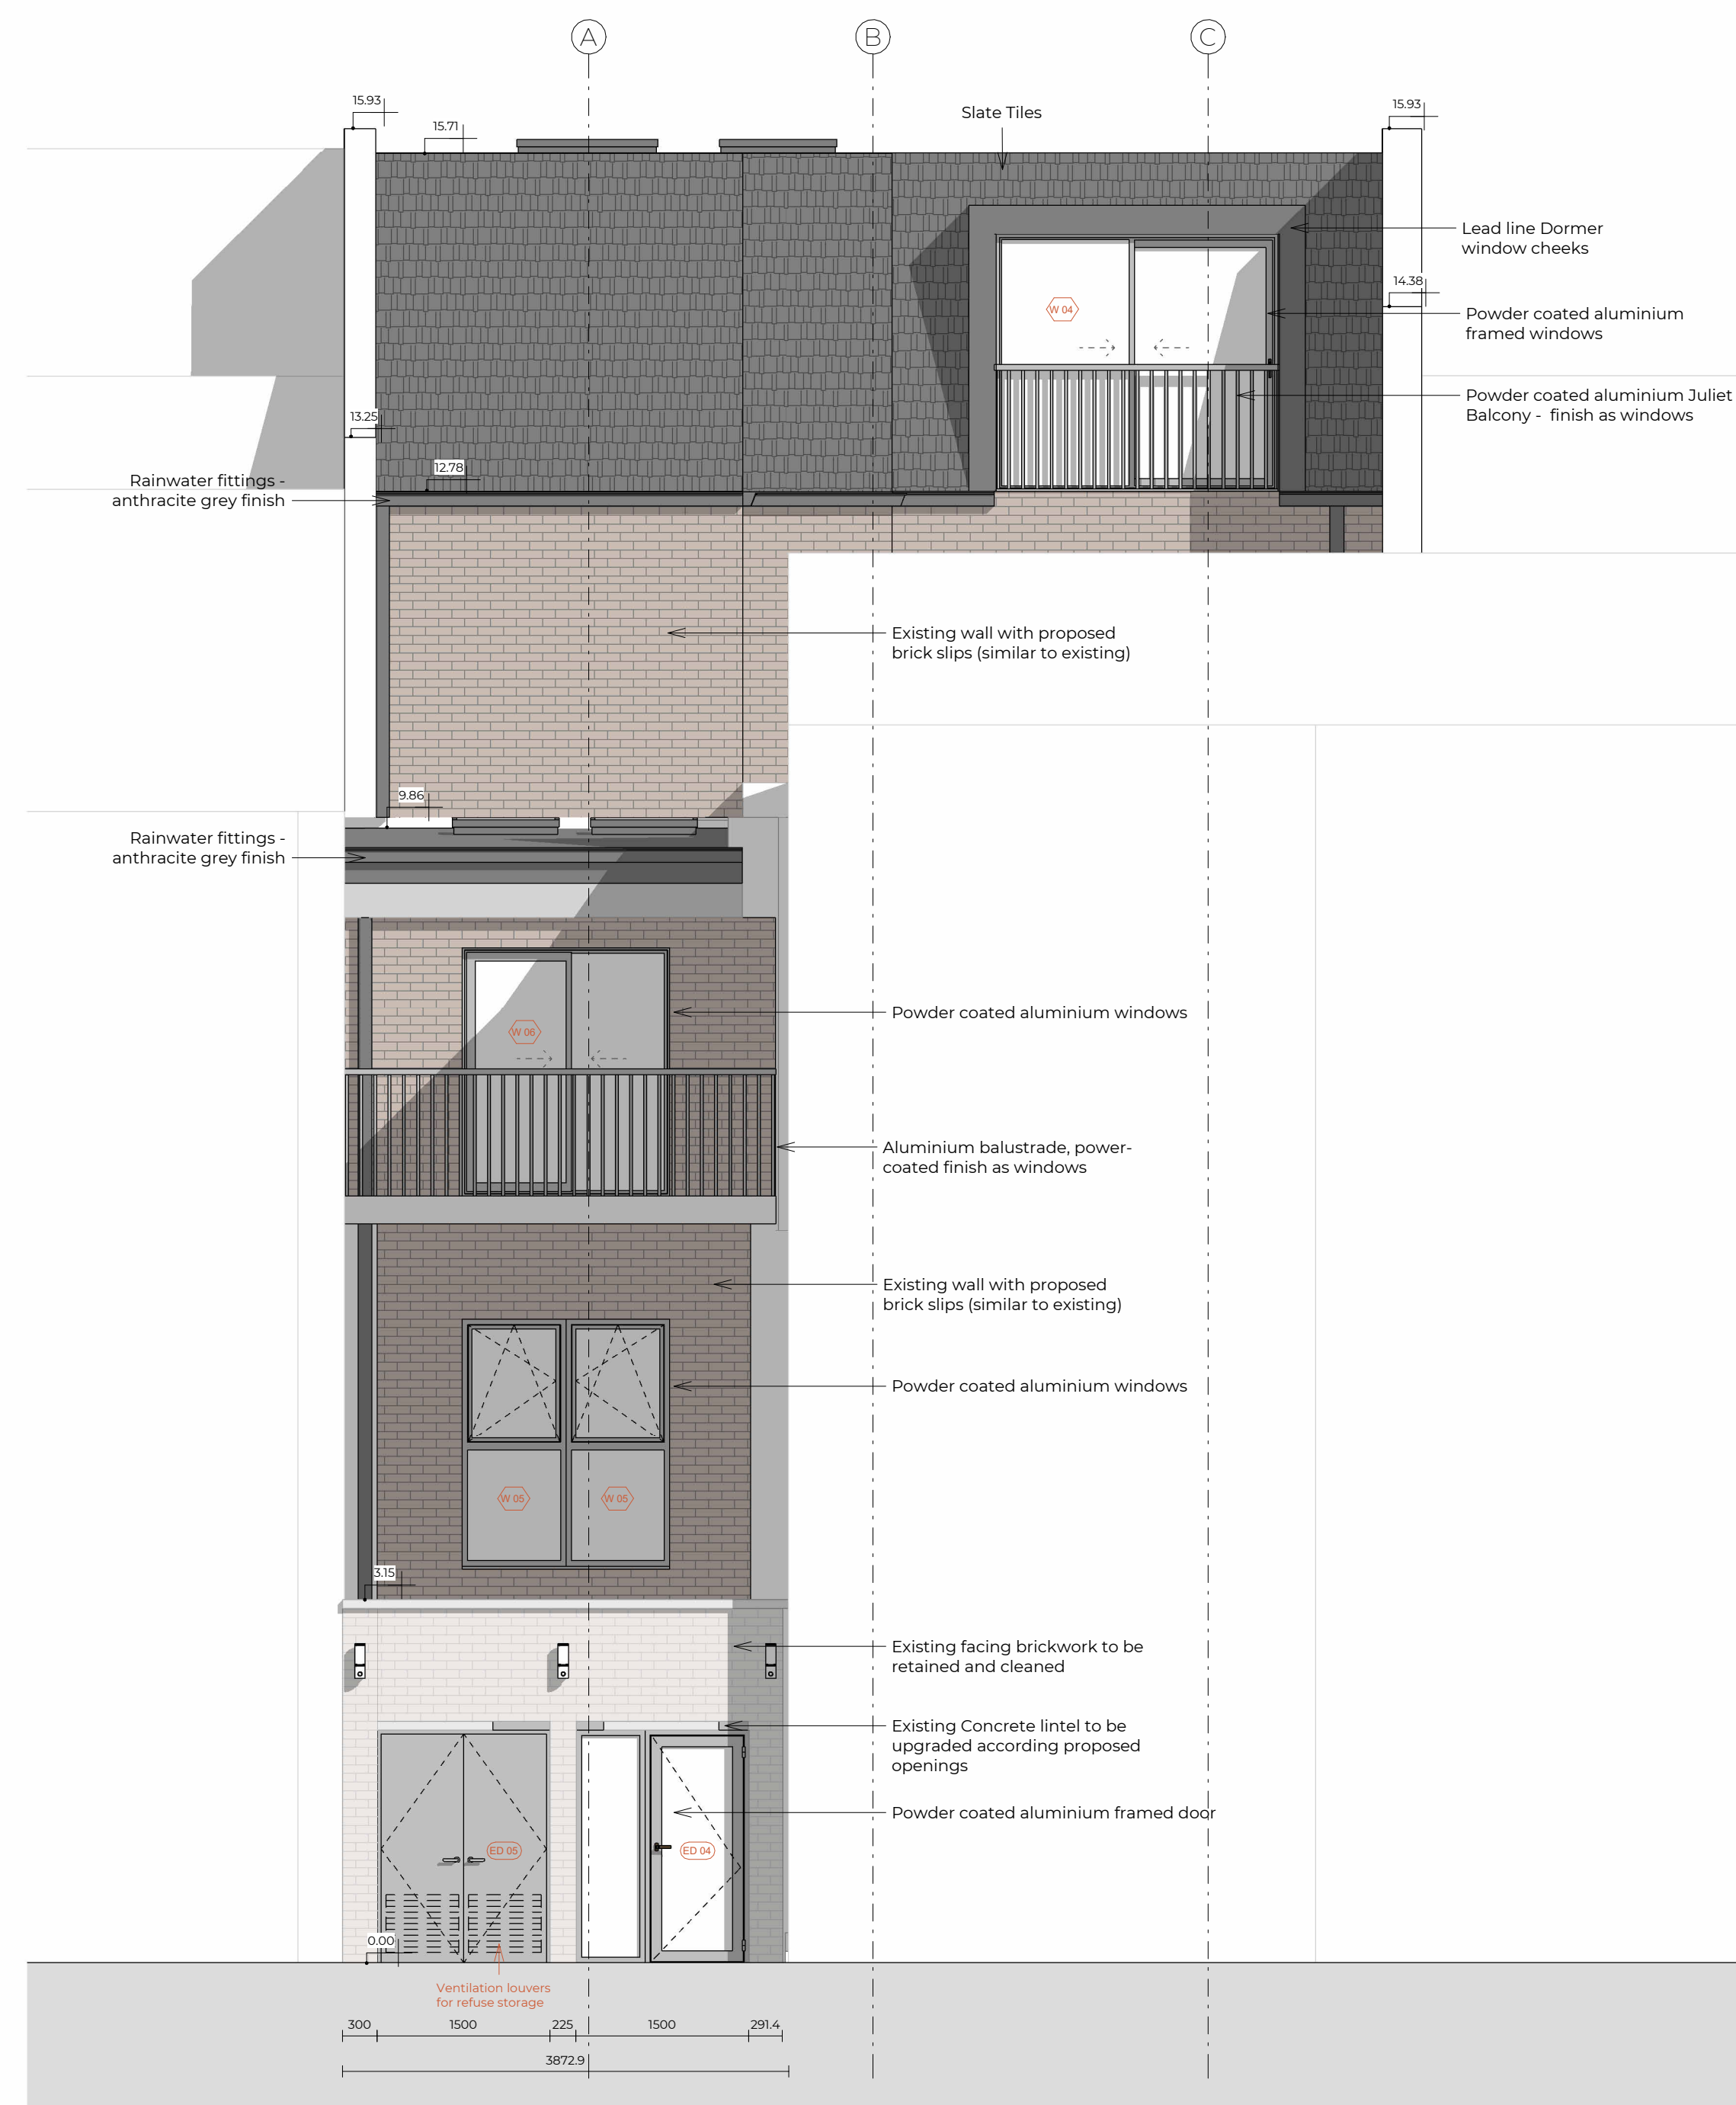 A
B
C
15.93
15.71
Slate Tiles
15.93
Lead line Dormer
window cheeks
14.38
W 04
Powder coated aluminium
framed windows
Powder coated aluminium Juliet
Balcony -  finish as windows
13.25
12.78
Rainwater fittings -
anthracite grey finish
Existing wall with proposed
brick slips (similar to existing)
9.86
Rainwater fittings -
anthracite grey finish
Powder coated aluminium windows
W 06
Aluminium balustrade, power-
coated finish as windows
Existing wall with proposed
brick slips (similar to existing)
Powder coated aluminium windows
W 05
W 05
3.15
Existing facing brickwork to be
retained and cleaned
Existing Concrete lintel to be
upgraded according proposed
openings
Powder coated aluminium framed door
ED 05
ED 04
0.00
Ventilation louvers
for refuse storage
300
1500
225
1500
291.4
3872.9